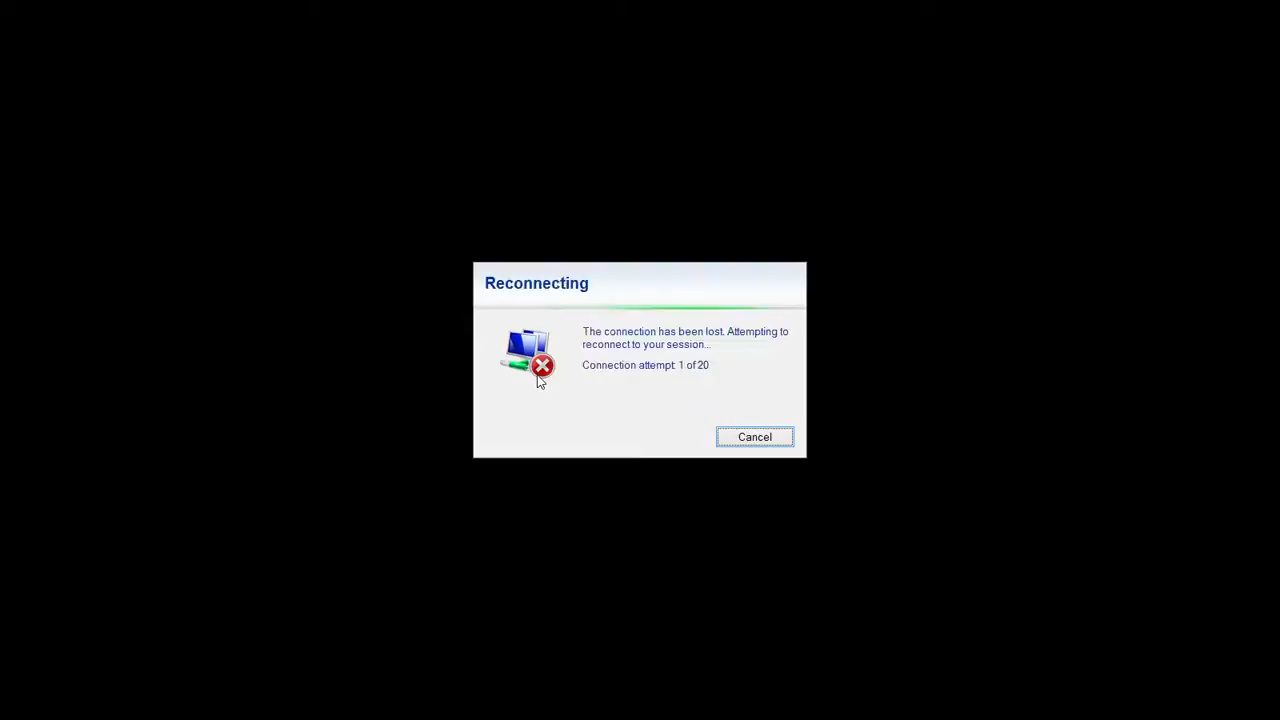 Reconnecting
The connection has been lost. Attempting to
reconnect to your session...
Connection attempt: 1 of 20
Cancel